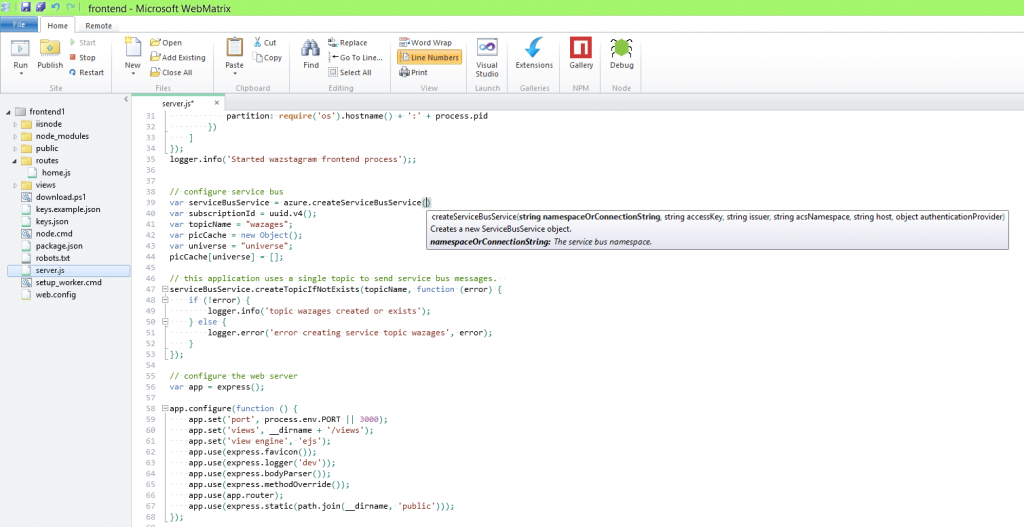 frontend - Microsoft WebMatrix
File Home Remote
Run
Publish
Start
Stop
Restart
Site
New
Open
Add Existing
Close All
Files
Paste
Cut
Copy
Clipboard
Find
Replace
Go To Line...
Select All
Editing
Word Wrap
Line Numbers
Print
View
Visual Studio
Launch
Extensions
Galleries
Gallery
NPM
Debug
Node
frontend1
iisnode
node_modules
public
routes
home.js
views
download.ps1
keys.example.json
keys.json
node.cmd
package.json
robots.txt
server.js
setup_worker.cmd
web.config
server.js* ×
31 partition: require('os').hostname() + ':' + process.pid
32 })
33 ]
34 });
35 logger.info('Started wazstagram frontend process');;
36
37
38 // configure service bus
39 var serviceBusService = azure.createServiceBusService()
40 var subscriptionId = uuid.v4();
41 var topicName = "wazages";
42 var picCache = new Object();
43 var universe = "universe";
44 picCache[universe] = [];
createServiceBusService(string namespaceOrConnectionString, string accessKey, string issuer, string acsNamespace, string host, object authenticationProvider)
Creates a new ServiceBusService object.
namespaceOrConnectionString: The service bus namespace.
45
46 // this application uses a single topic to send service bus messages.
47 serviceBusService.createTopicIfNotExists(topicName, function (error) {
48 if (!error) {
49 logger.info('topic wazages created or exists');
50 } else {
51 logger.error('error creating service topic wazages', error);
52 }
53 });
54
55 // configure the web server
56 var app = express();
57
58 app.configure(function () {
59 app.set('port', process.env.PORT || 3000);
60 app.set('views', __dirname + '/views');
61 app.set('view engine', 'ejs');
62 app.use(express.favicon());
63 app.use(express.logger('dev'));
64 app.use(express.bodyParser());
65 app.use(express.methodOverride());
66 app.use(app.router);
67 app.use(express.static(path.join(__dirname, 'public')));
68 });